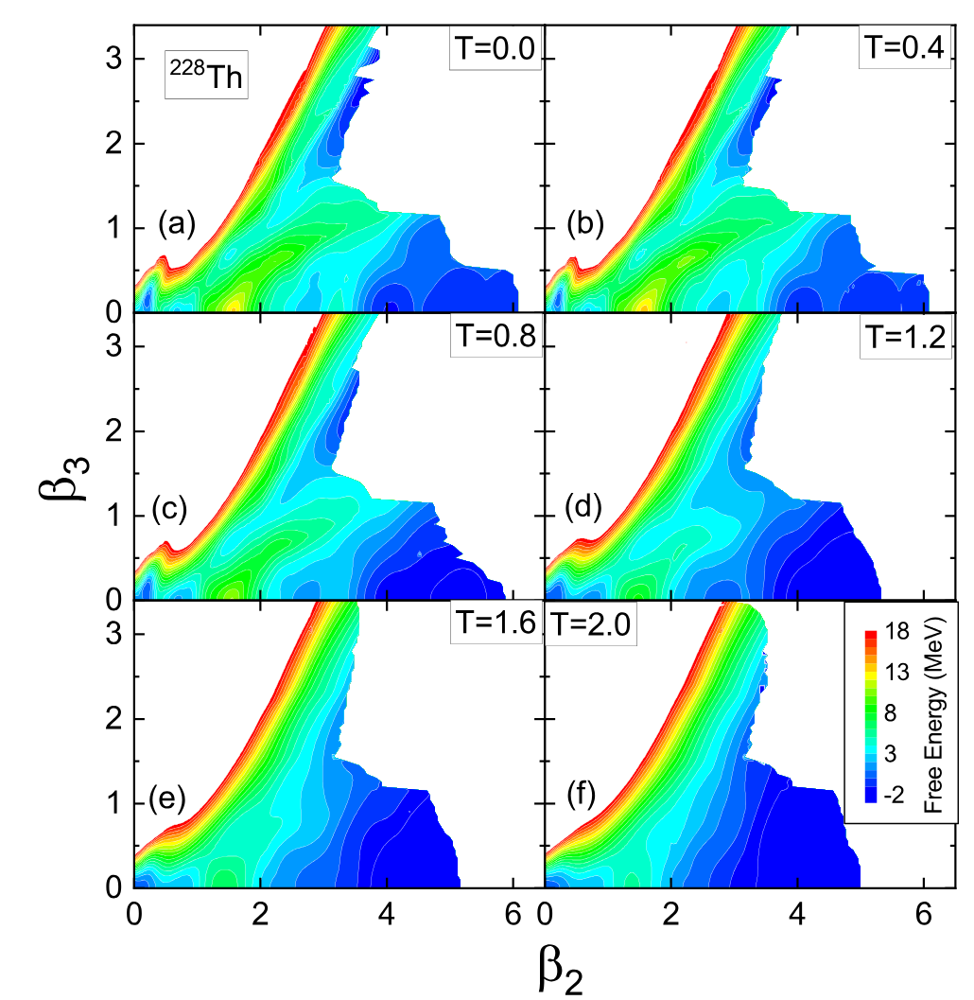 3 ²²⁸Th T=0.0 T=0.4
2
1 (a) (b)
0
3 T=0.8 T=1.2
2
β₃
1 (c) (d)
0
3 T=1.6 T=2.0 18
13
2 8
3
-2
Free Energy (MeV)
1 (e) (f)
0
0 2 4 6 0 2 4 6
β₂